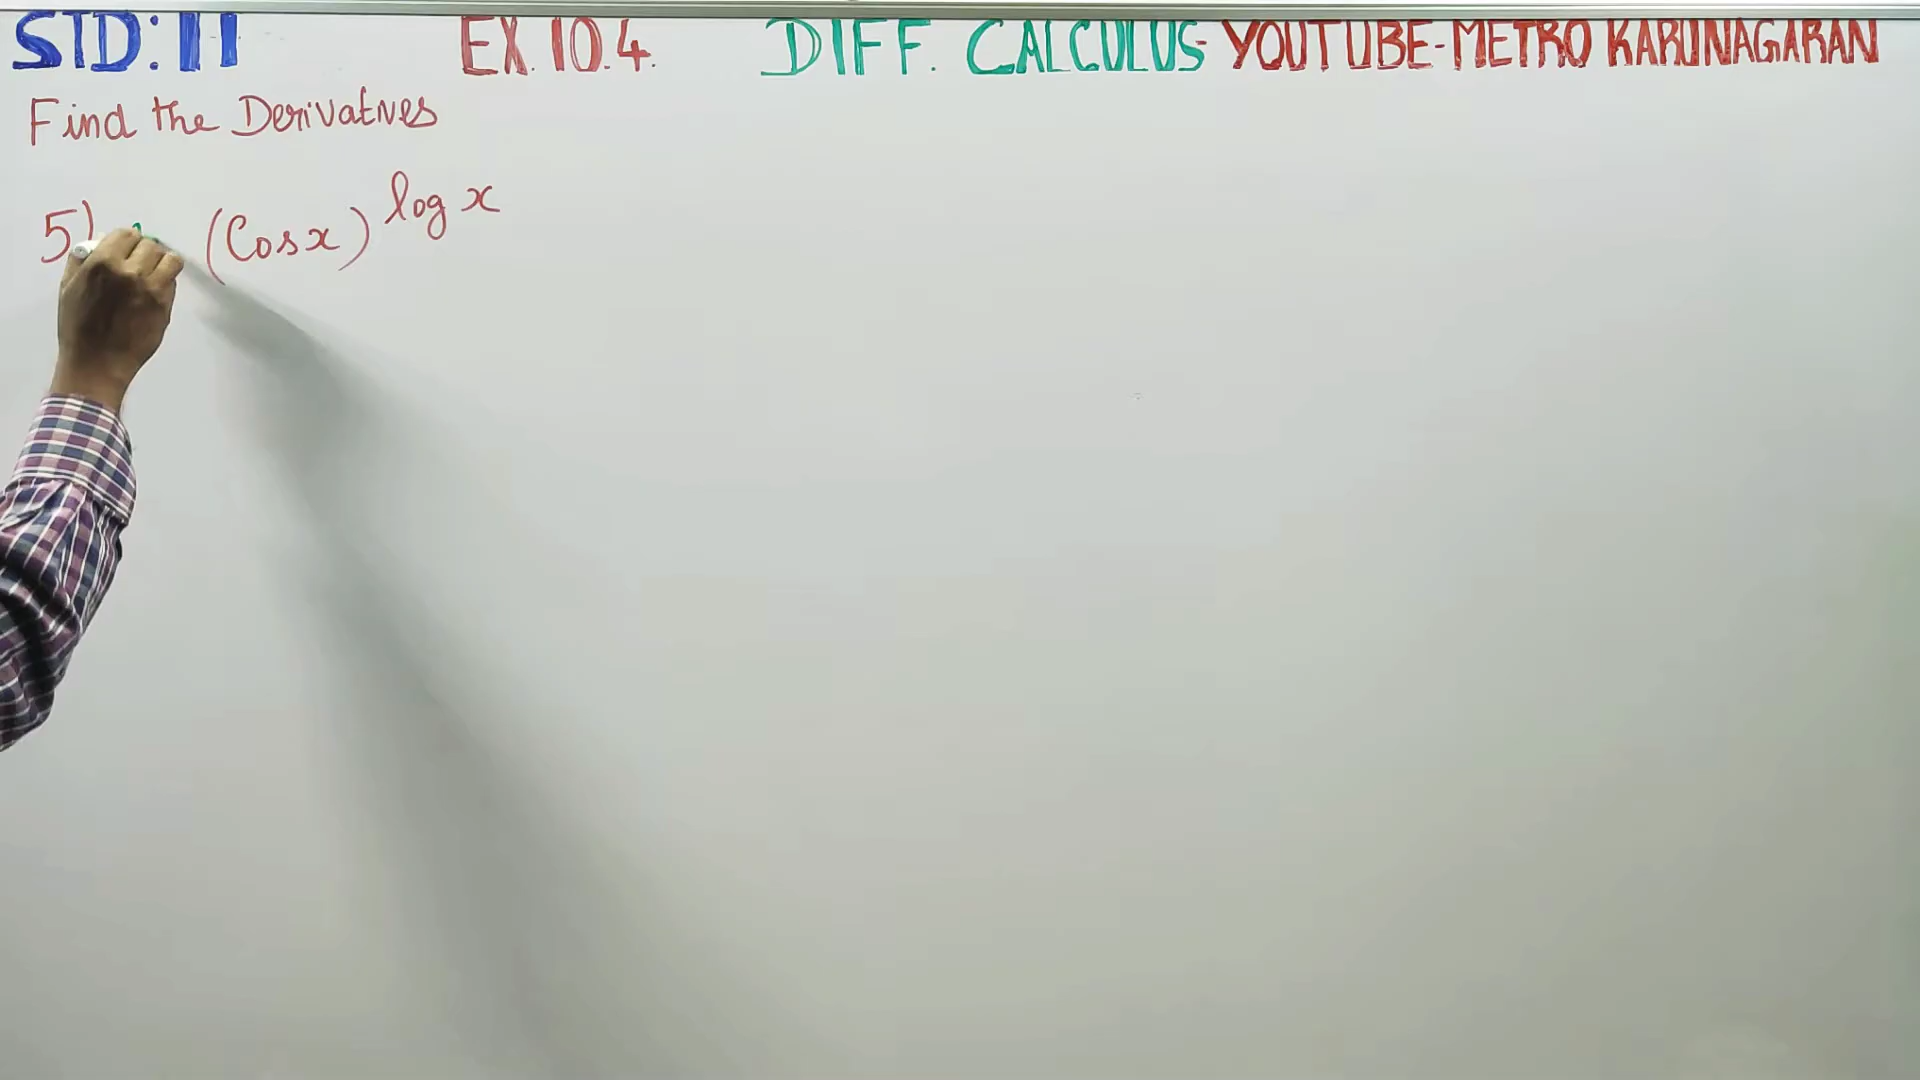 STD: 11 EX. 10.4. DIFF. CALCULUS - YOUTUBE-METRO KARUNAGARAN
Find the Derivatives
5) (Cosx)^log x